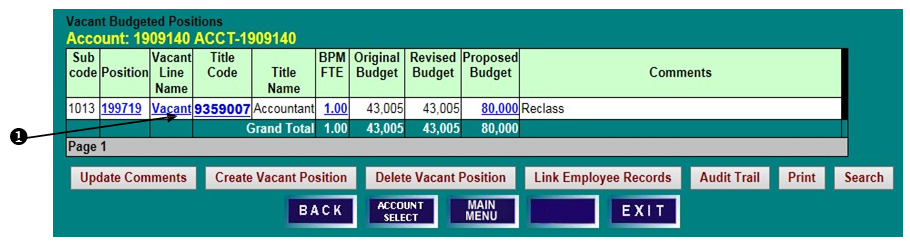 Vacant Budgeted Positions
Account: 1909140 ACCT-1909140
Sub code Position Vacant Line Name Title Code Title Name BPM FTE Original Budget Revised Budget Proposed Budget Comments
1013 199719 Vacant 9359007 Accountant 1.00 43,005 43,005 80,000 Reclass
Grand Total 1.00 43,005 43,005 80,000
1
Page 1
Update Comments Create Vacant Position Delete Vacant Position Link Employee Records Audit Trail Print Search
BACK ACCOUNT SELECT MAIN MENU EXIT